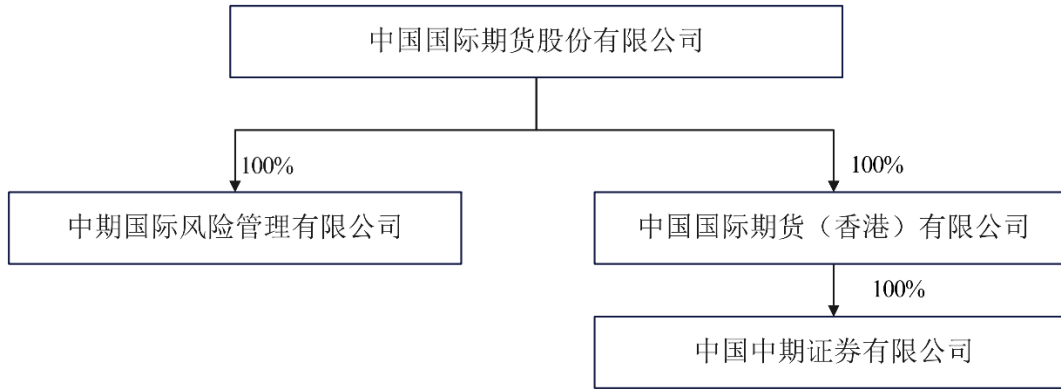 中国国际期货股份有限公司
100%
100%
中期国际风险管理有限公司
中国国际期货（香港）有限公司
100%
中国中期证券有限公司